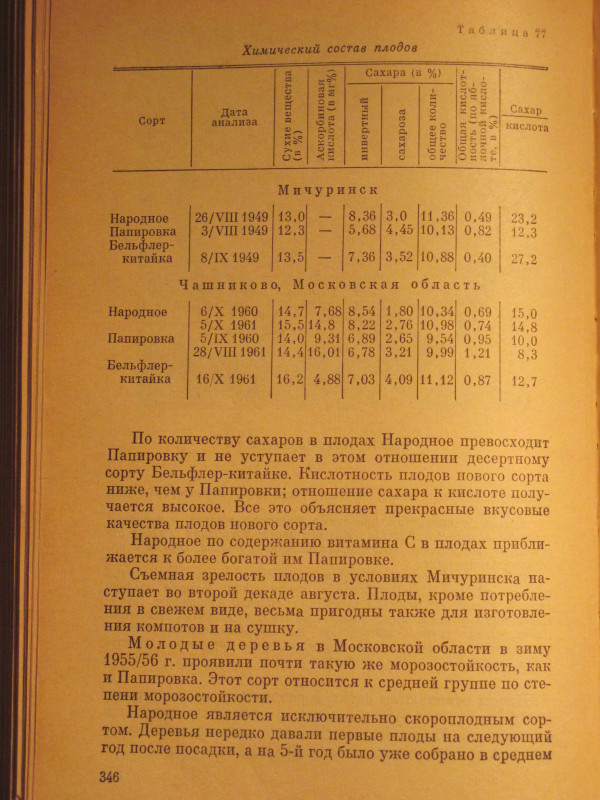 Таблица 77
Химический состав плодов
Сорт
Дата анализа
Сухие вещества (в %)
Аскорбиновая кислота (в мг%)
Сахара (в %)
инвертный
сахароза
общее количество
Общая кислотность (по яблочной кислоте, в %)
Сахар
кислота
Мичуринск
Народное 26/VIII 1949 13,0 — 8,36 3,0 11,36 0,49 23,2
Папировка 3/VIII 1949 12,3 — 5,68 4,45 10,13 0,82 12,3
Бельфлер-
китайка 8/IX 1949 13,5 — 7,36 3,52 10,88 0,40 27,2
Чашниково, Московская область
Народное 6/X 1960 14,7 7,68 8,54 1,80 10,34 0,69 15,0
5/X 1961 15,5 14,8 8,22 2,76 10,98 0,74 14,8
Папировка 5/IX 1960 14,0 9,31 6,89 2,65 9,54 0,95 10,0
28/VIII 1961 14,4 16,01 6,78 3,21 9,99 1,21 8,3
Бельфлер-
китайка 16/X 1961 16,2 4,88 7,03 4,09 11,12 0,87 12,7
По количеству сахаров в плодах Народное превосходит
Папировку и не уступает в этом отношении десертному
сорту Бельфлер-китайке. Кислотность плодов нового сорта
ниже, чем у Папировки; отношение сахара к кислоте полу-
чается высокое. Все это объясняет прекрасные вкусовые
качества плодов нового сорта.
Народное по содержанию витамина С в плодах прибли-
жается к более богатой им Папировке.
Съемная зрелость плодов в условиях Мичуринска на-
ступает во второй декаде августа. Плоды, кроме потребле-
ния в свежем виде, весьма пригодны также для изготовле-
ния компотов и на сушку.
Молодые деревья в Московской области в зиму
1955/56 г. проявили почти такую же морозостойкость, как
и Папировка. Этот сорт относится к средней группе по сте-
пени морозостойкости.
Народное является исключительно скороплодным сор-
том. Деревья нередко давали первые плоды на следующий
год после посадки, а на 5-й год было уже собрано в среднем
346